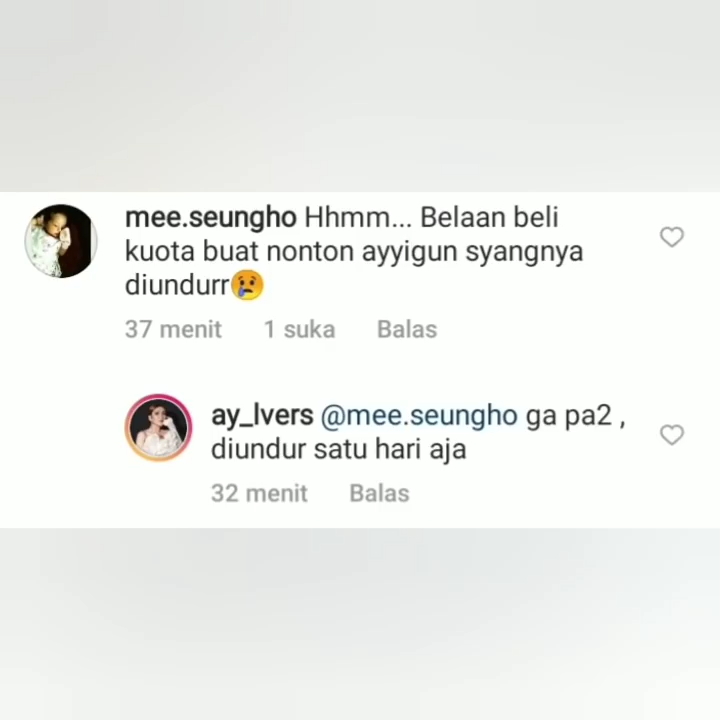 mee.seungho Hhmm... Belaan beli
kuota buat nonton ayyigun syangnya
diundurr😢
37 menit 1 suka Balas
ay_lvers @mee.seungho ga pa2 ,
diundur satu hari aja
32 menit Balas